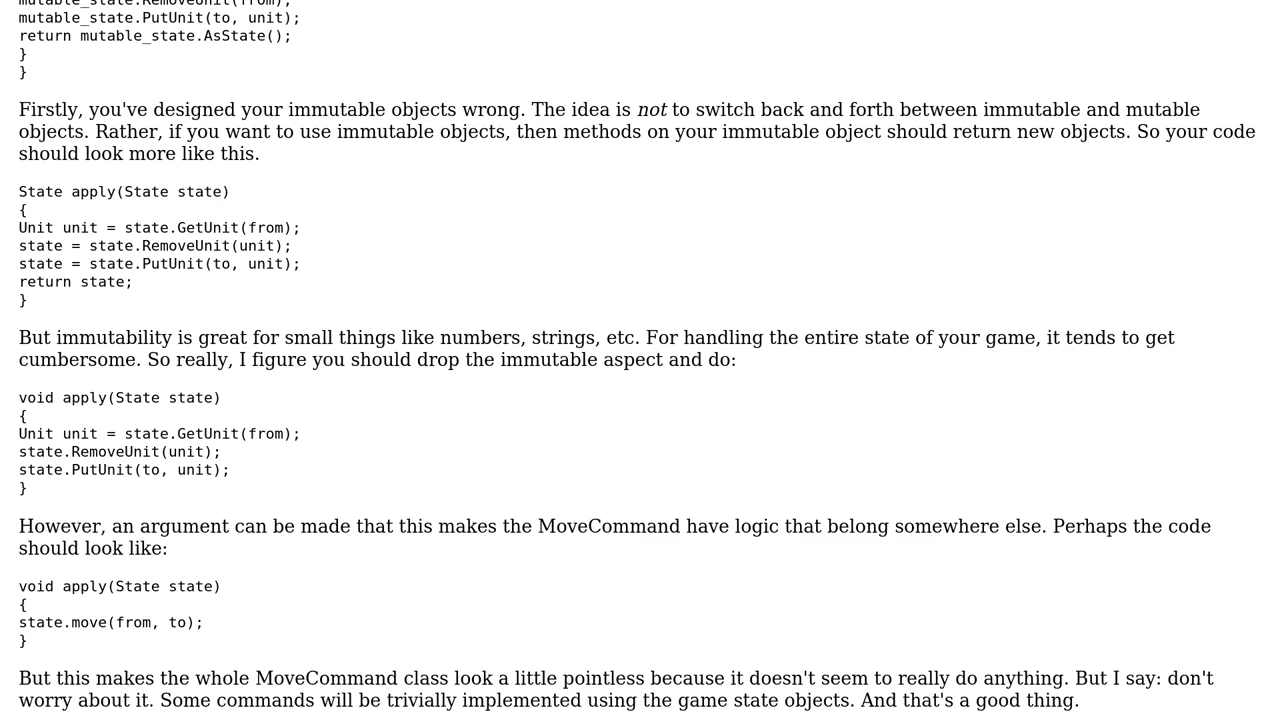 mutable_state.RemoveUnit(from);
mutable_state.PutUnit(to, unit);
return mutable_state.AsState();
}
}
Firstly, you've designed your immutable objects wrong. The idea is not to switch back and forth between immutable and mutable
objects. Rather, if you want to use immutable objects, then methods on your immutable object should return new objects. So your code
should look more like this.
State apply(State state)
{
Unit unit = state.GetUnit(from);
state = state.RemoveUnit(unit);
state = state.PutUnit(to, unit);
return state;
}
But immutability is great for small things like numbers, strings, etc. For handling the entire state of your game, it tends to get
cumbersome. So really, I figure you should drop the immutable aspect and do:
void apply(State state)
{
Unit unit = state.GetUnit(from);
state.RemoveUnit(unit);
state.PutUnit(to, unit);
}
However, an argument can be made that this makes the MoveCommand have logic that belong somewhere else. Perhaps the code
should look like:
void apply(State state)
{
state.move(from, to);
}
But this makes the whole MoveCommand class look a little pointless because it doesn't seem to really do anything. But I say: don't
worry about it. Some commands will be trivially implemented using the game state objects. And that's a good thing.